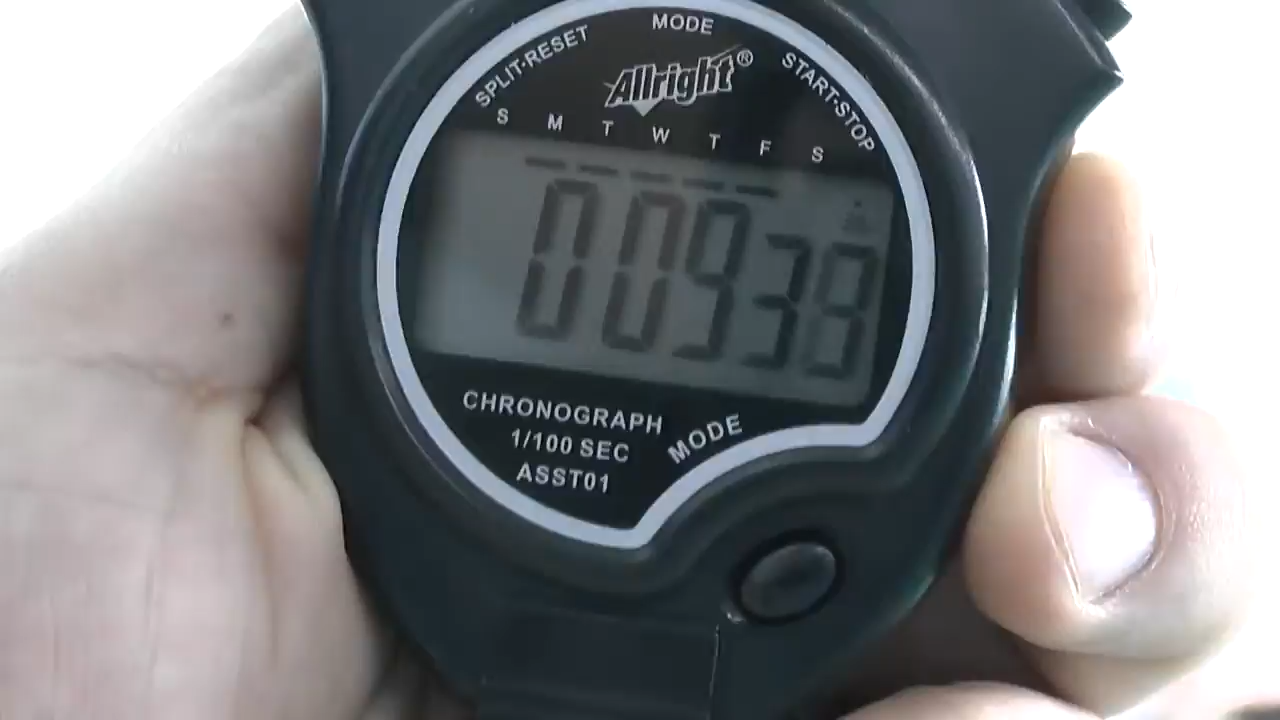 MODE
SPLIT·RESET
START·STOP
Allright®
S M T W T F S
00938
CHRONOGRAPH
1/100 SEC
ASST01
MODE